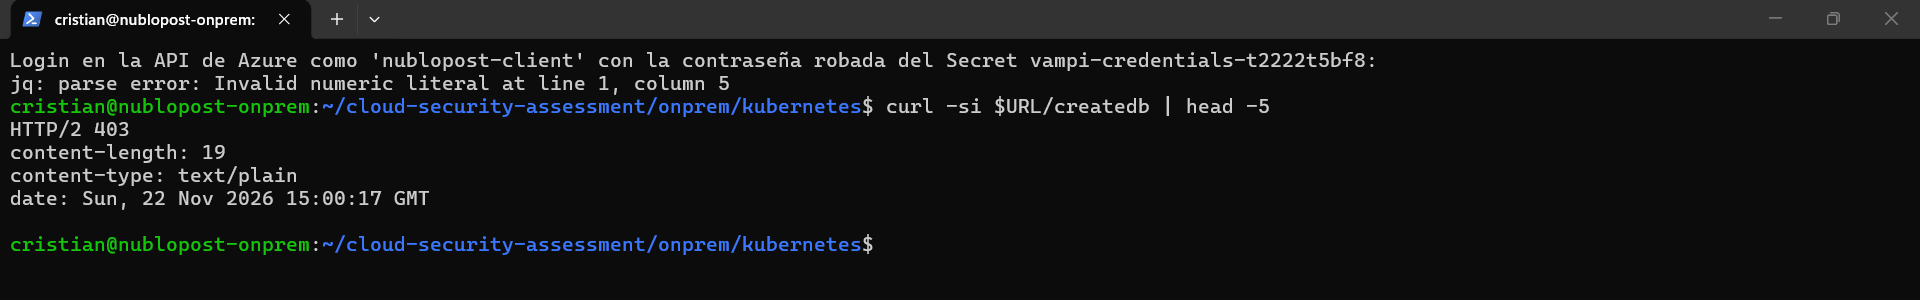 cristian@nublopost-onprem:
Login en la API de Azure como 'nublopost-client' con la contraseña robada del Secret vampi-credentials-t2222t5bf8:
jq: parse error: Invalid numeric literal at line 1, column 5
cristian@nublopost-onprem:~/cloud-security-assessment/onprem/kubernetes$ curl -si $URL/createdb | head -5
HTTP/2 403
content-length: 19
content-type: text/plain
date: Sun, 22 Nov 2026 15:00:17 GMT
cristian@nublopost-onprem:~/cloud-security-assessment/onprem/kubernetes$